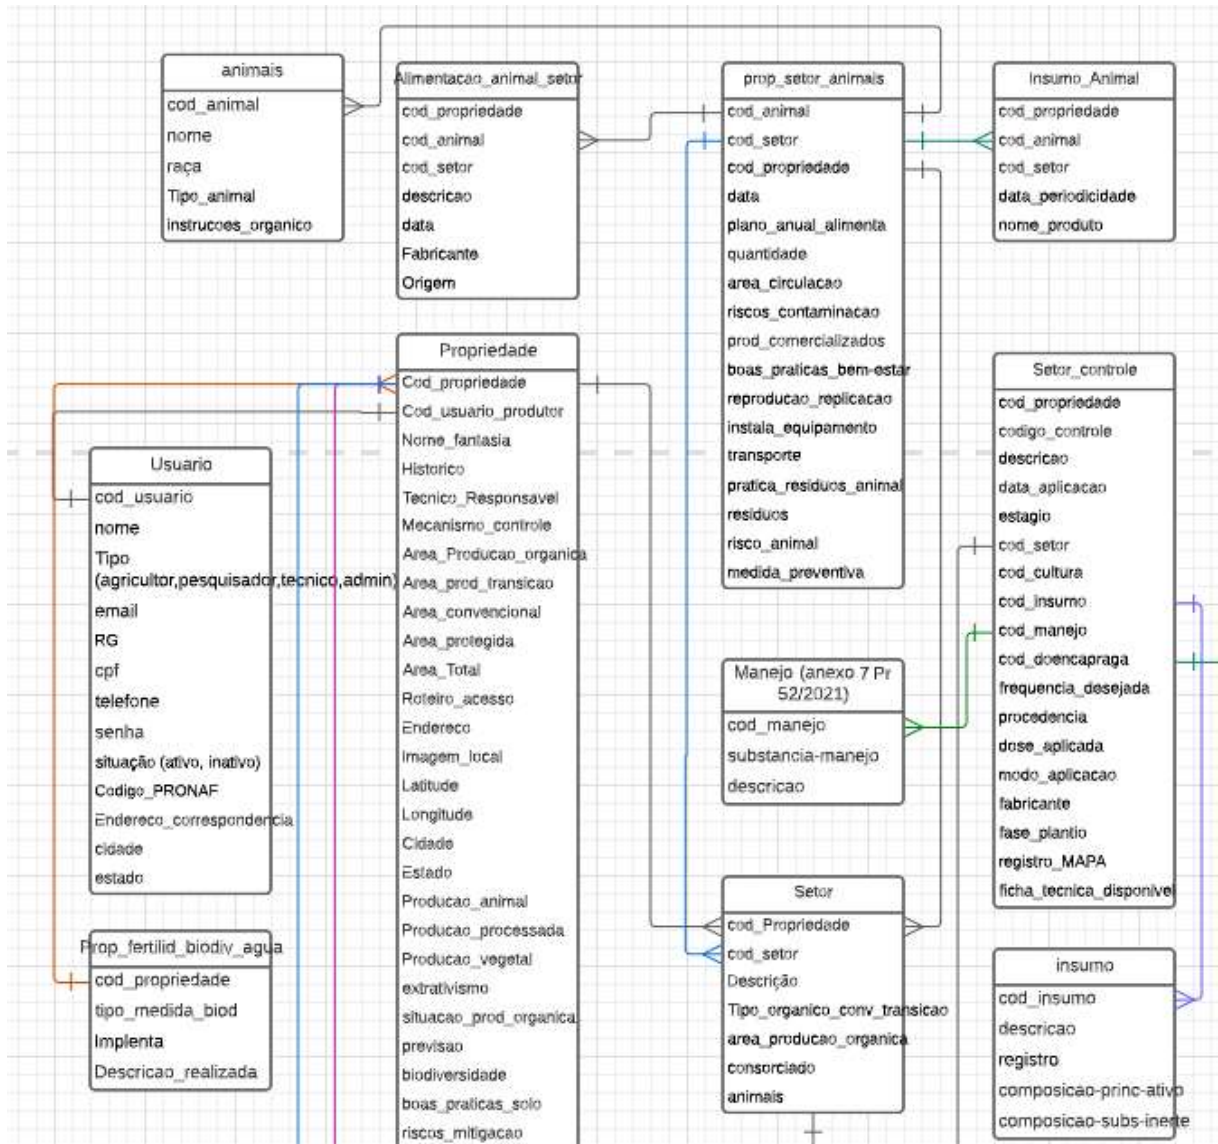 animais
cod_animal
nome
raça
Tipo_animal
instrucoes_organico
Alimentacao_animal_setor
cod_propriedade
cod_animal
cod_setor
descricao
data
Fabricante
Origem
prop_setor_animais
cod_animal
cod_setor
cod_propriedade
data
plano_anual_alimenta
quantidade
area_circulacao
riscos_contaminacao
prod_comercializados
boas_praticas_bem-estar
reproducao_replicacao
instala_equipamento
transporte
pratica_residuos_animal
residuos
risco_animal
medida_preventiva
Insumo_Animal
cod_propriedade
cod_animal
cod_setor
data_periodicidade
nome_produto
Propriedade
Cod_propriedade
Cod_usuario_produtor
Nome_fantasia
Historico
Tecnico_Responsavel
Mecanismo_controle
Area_Producao_organica
Area_prod_transicao
Area_convencional
Area_protegida
Area_Total
Roteiro_acesso
Endereco
Imagem_local
Latitude
Longitude
Cidade
Estado
Producao_animal
Producao_processada
Producao_vegetal
extrativismo
situacao_prod_organica
previsao
biodiversidade
boas_praticas_solo
riscos_mitigacao
Usuario
cod_usuario
nome
Tipo
(agricultor,pesquisador,tecnico,admin)
email
RG
cpf
telefone
senha
situação (ativo, inativo)
Codigo_PRONAF
Endereco_correspondencia
cidade
estado
Prop_fertilid_biodiv_agua
cod_propriedade
tipo_medida_biod
Implenta
Descricao_realizada
Setor_controle
cod_propriedade
codigo_controle
descricao
data_aplicacao
estagio
cod_setor
cod_cultura
cod_insumo
cod_manejo
cod_doencapraga
frequencia_desejada
procedencia
dose_aplicada
modo_aplicacao
fabricante
fase_plantio
registro_MAPA
ficha_tecnica_disponivel
Manejo (anexo 7 Pr
52/2021)
cod_manejo
substancia-manejo
descricao
Setor
cod_Propriedade
cod_setor
Descrição
Tipo_organico_conv_transicao
area_producao_organica
consorciado
animais
insumo
cod_insumo
descricao
registro
composicao-princ-ativo
composicao-subs-inerte